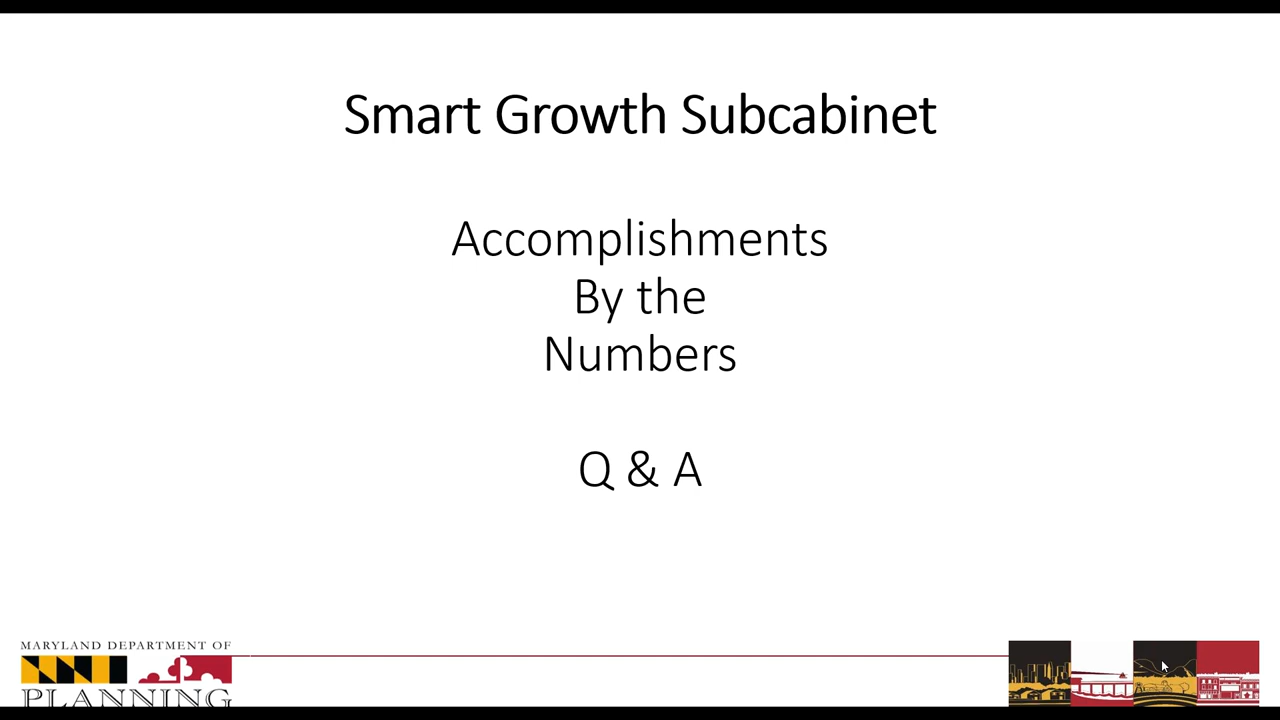 Smart Growth Subcabinet
Accomplishments
By the
Numbers
Q & A
MARYLAND DEPARTMENT OF
PLANNING